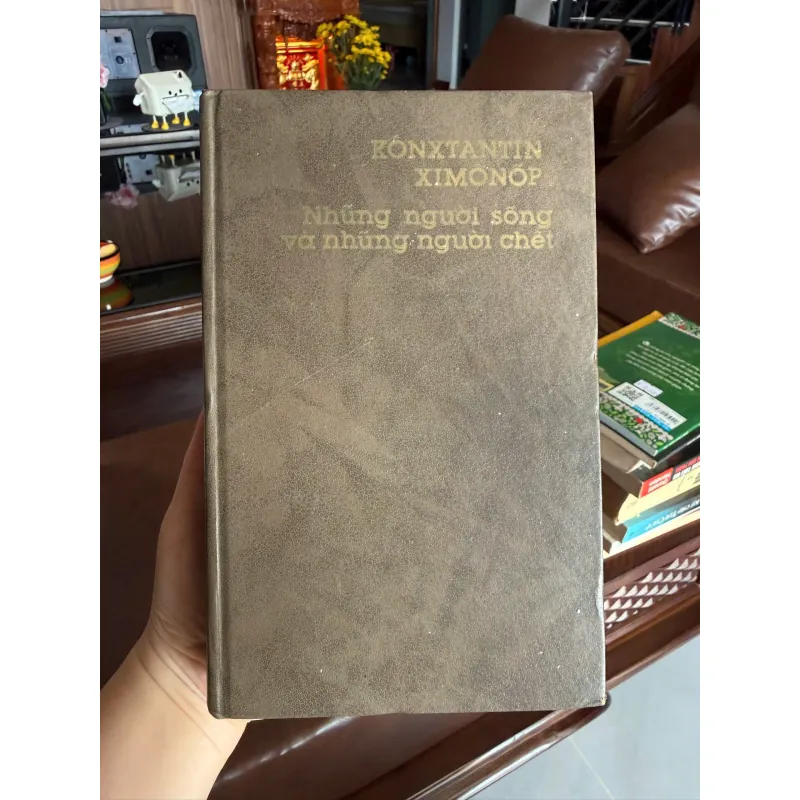 KÔNXTANTIN
XIMÔNÔP
Những người sống
và những người chết